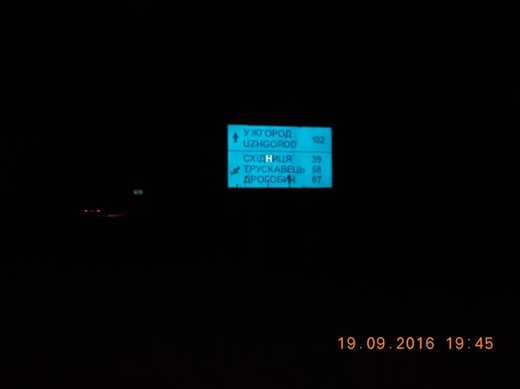 УЖГОРОД
UZHGOROD 102
СХІДНИЦЯ 39
ТРУСКАВЕЦЬ 58
ДРОГОБИЧ 67
19.09.2016 19:45